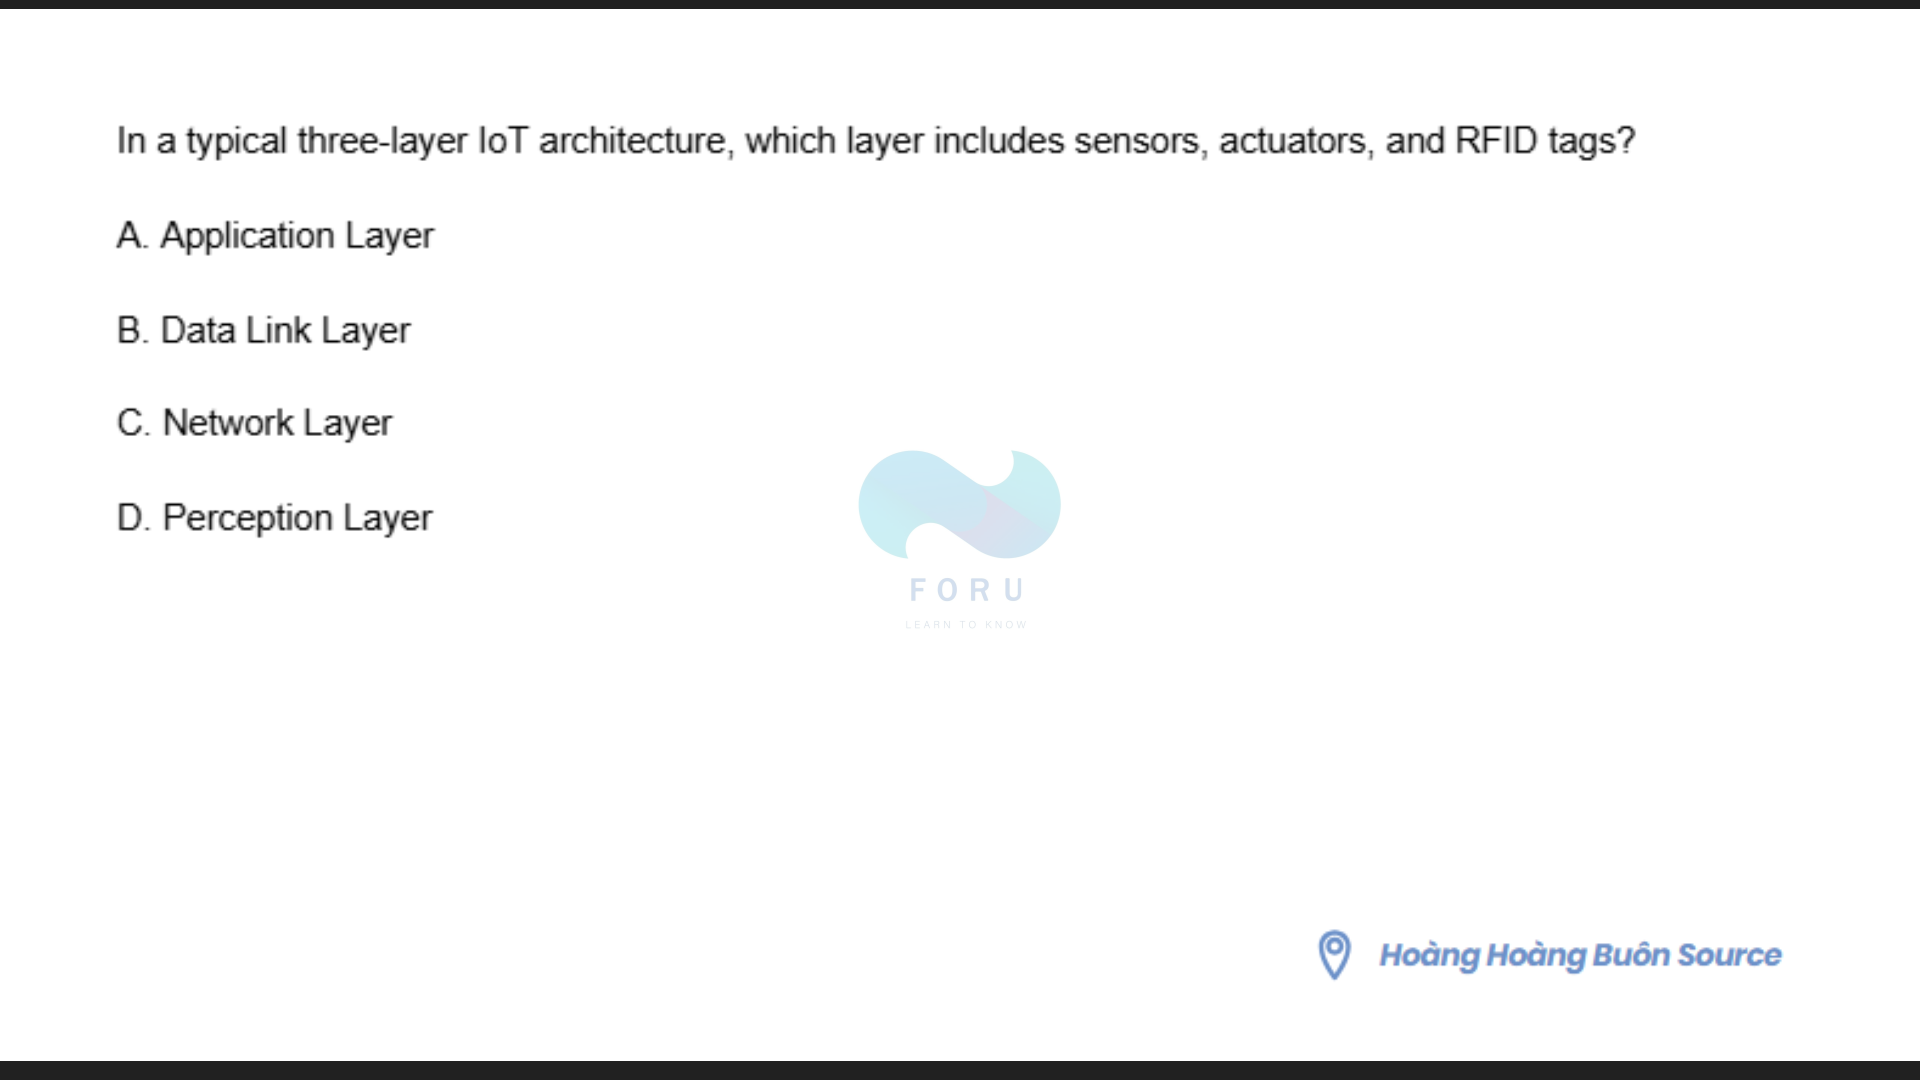 In a typical three-layer IoT architecture, which layer includes sensors, actuators, and RFID tags?
A. Application Layer
B. Data Link Layer
C. Network Layer
D. Perception Layer
FORU
LEARN TO KNOW
Hoàng Hoàng Buôn Source